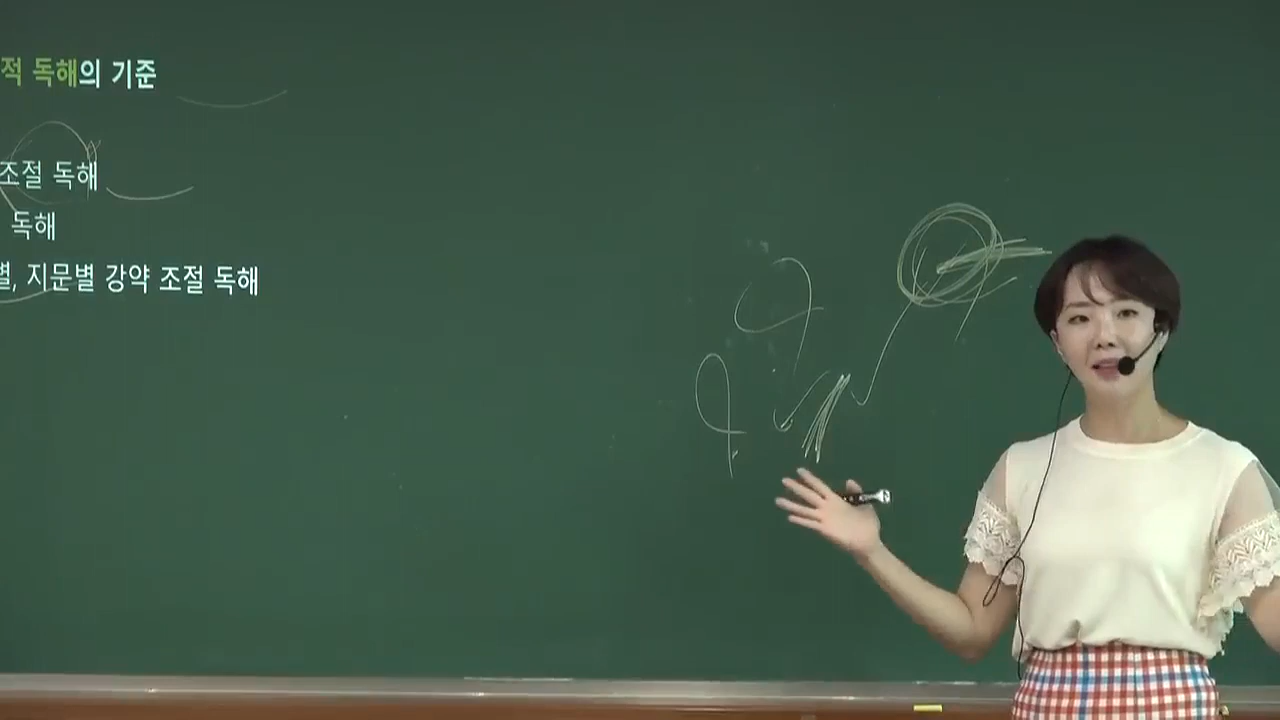 적 독해의 기준
조절 독해
독해
별, 지문별 강약 조절 독해